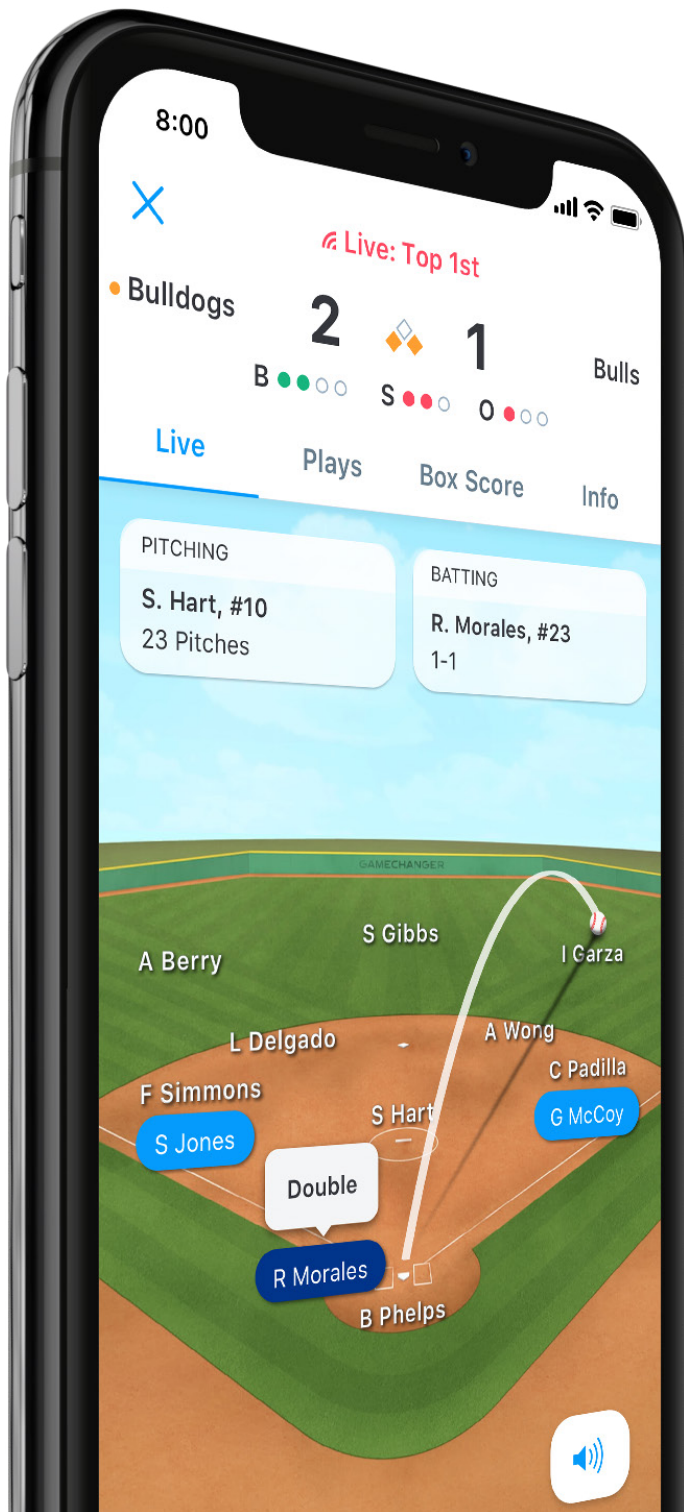 8:00
Live: Top 1st
Bulldogs 2 1 Bulls
B S O
Live Plays Box Score Info
PITCHING
S. Hart, #10
23 Pitches
BATTING
R. Morales, #23
1-1
GAMECHANGER
S Gibbs
A Berry
I Garza
L Delgado
A Wong
F Simmons
C Padilla
S Jones
S Hart
G McCoy
Double
R Morales
B Phelps